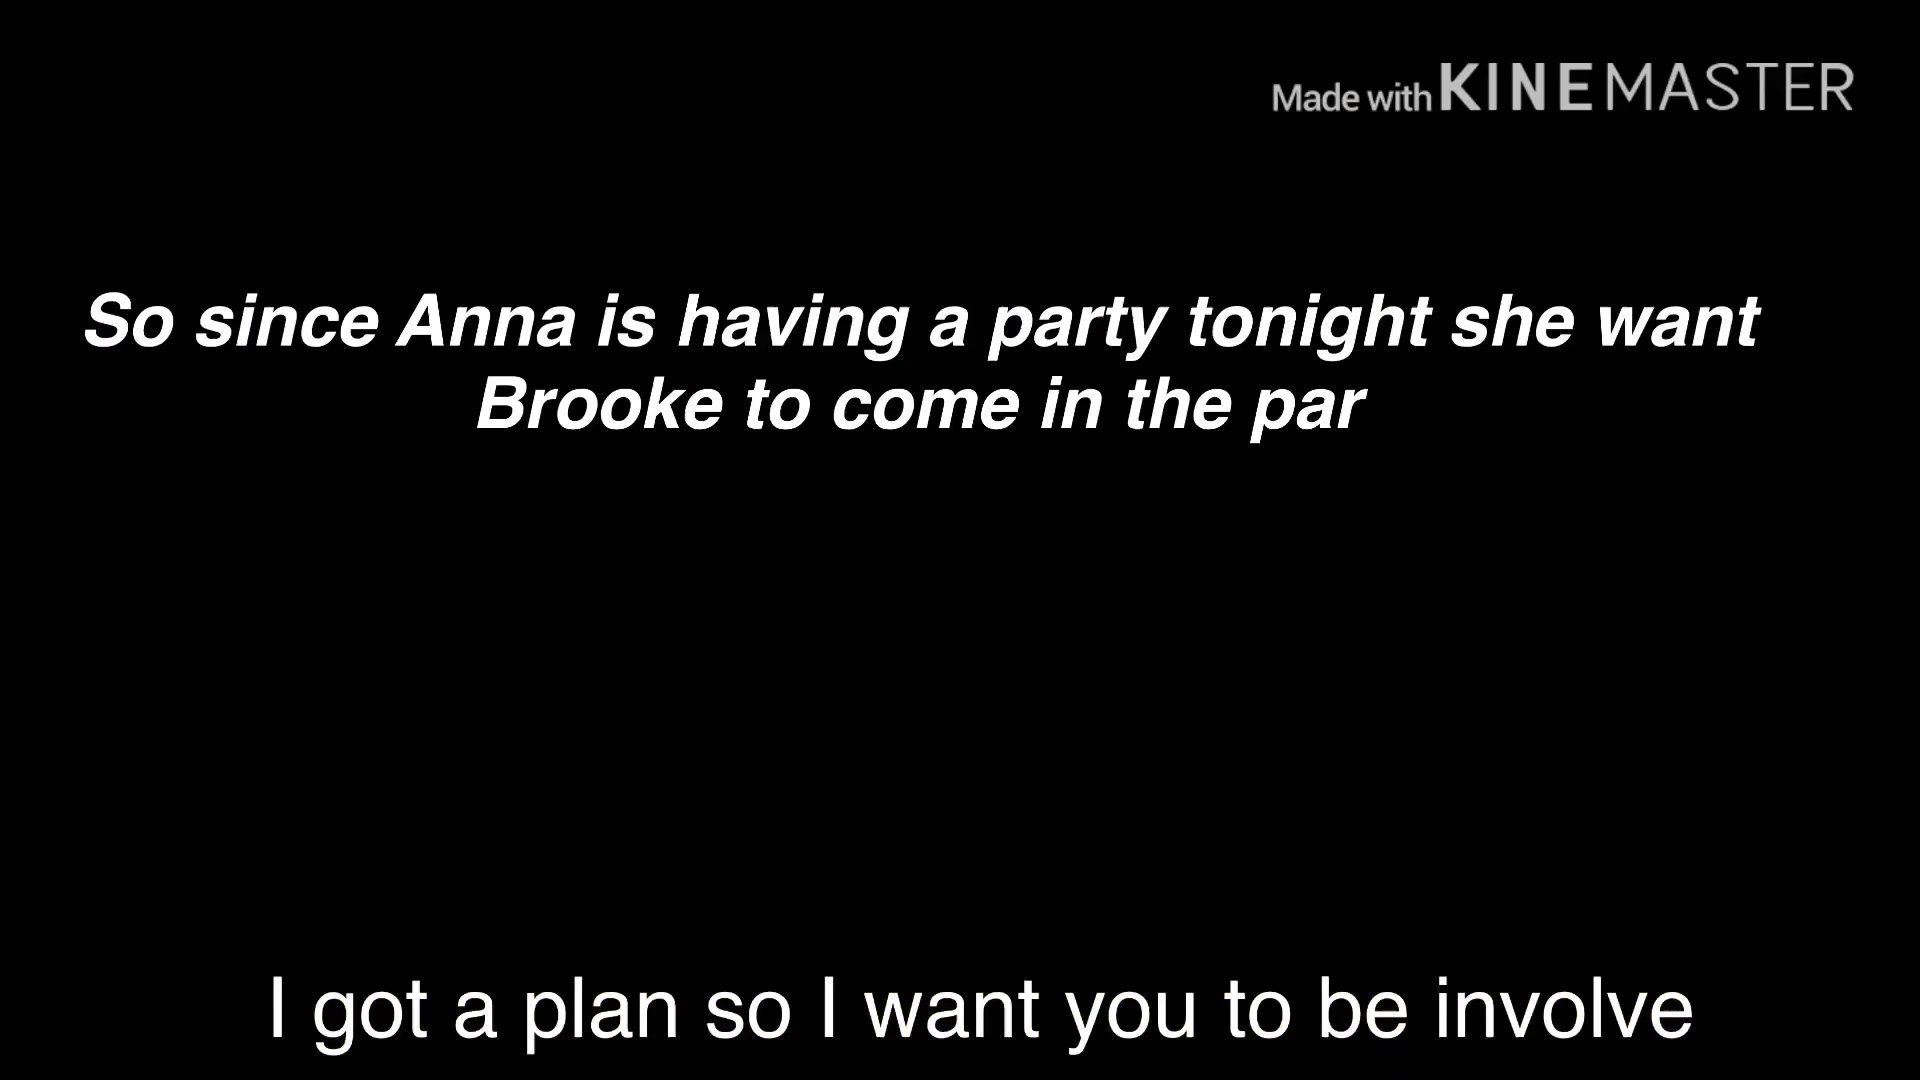 Made with KINEMASTER
So since Anna is having a party tonight she want
Brooke to come in the par
I got a plan so I want you to be involve